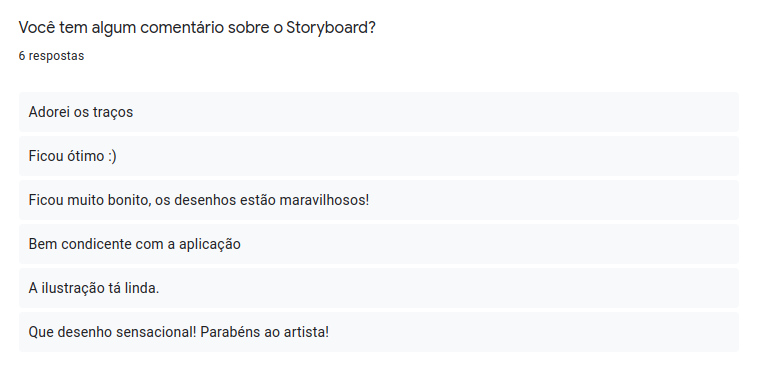 Você tem algum comentário sobre o Storyboard?
6 respostas
Adorei os traços
Ficou ótimo :)
Ficou muito bonito, os desenhos estão maravilhosos!
Bem condicente com a aplicação
A ilustração tá linda.
Que desenho sensacional! Parabéns ao artista!